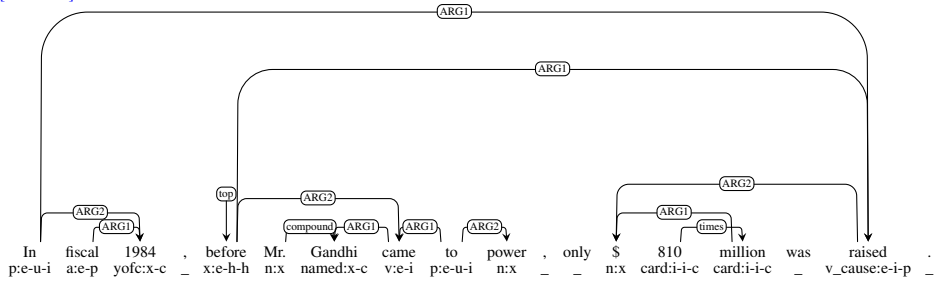 ARG1
ARG1
top
ARG2
ARG2
ARG2
ARG1
compound
ARG1
ARG1
ARG2
ARG1
times
In fiscal 1984 , before Mr. Gandhi came to power , only $ 810 million was raised .
p:e-u-i a:e-p yofc:x-c _ x:e-h-h n:x named:x-c v:e-i p:e-u-i n:x _ _ n:x card:i-i-c card:i-i-c _ v_cause:e-i-p _